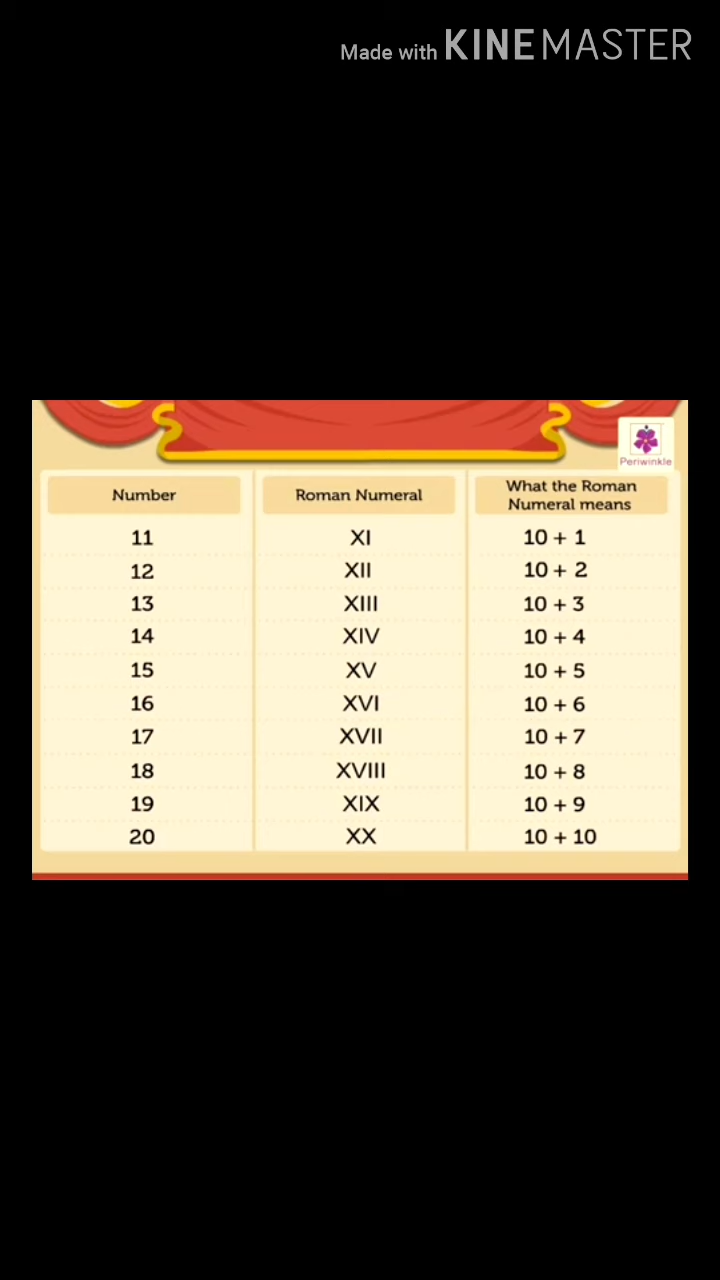 Made with KINEMASTER
Periwinkle
Number Roman Numeral What the Roman Numeral means
11 XI 10 + 1
12 XII 10 + 2
13 XIII 10 + 3
14 XIV 10 + 4
15 XV 10 + 5
16 XVI 10 + 6
17 XVII 10 + 7
18 XVIII 10 + 8
19 XIX 10 + 9
20 XX 10 + 10